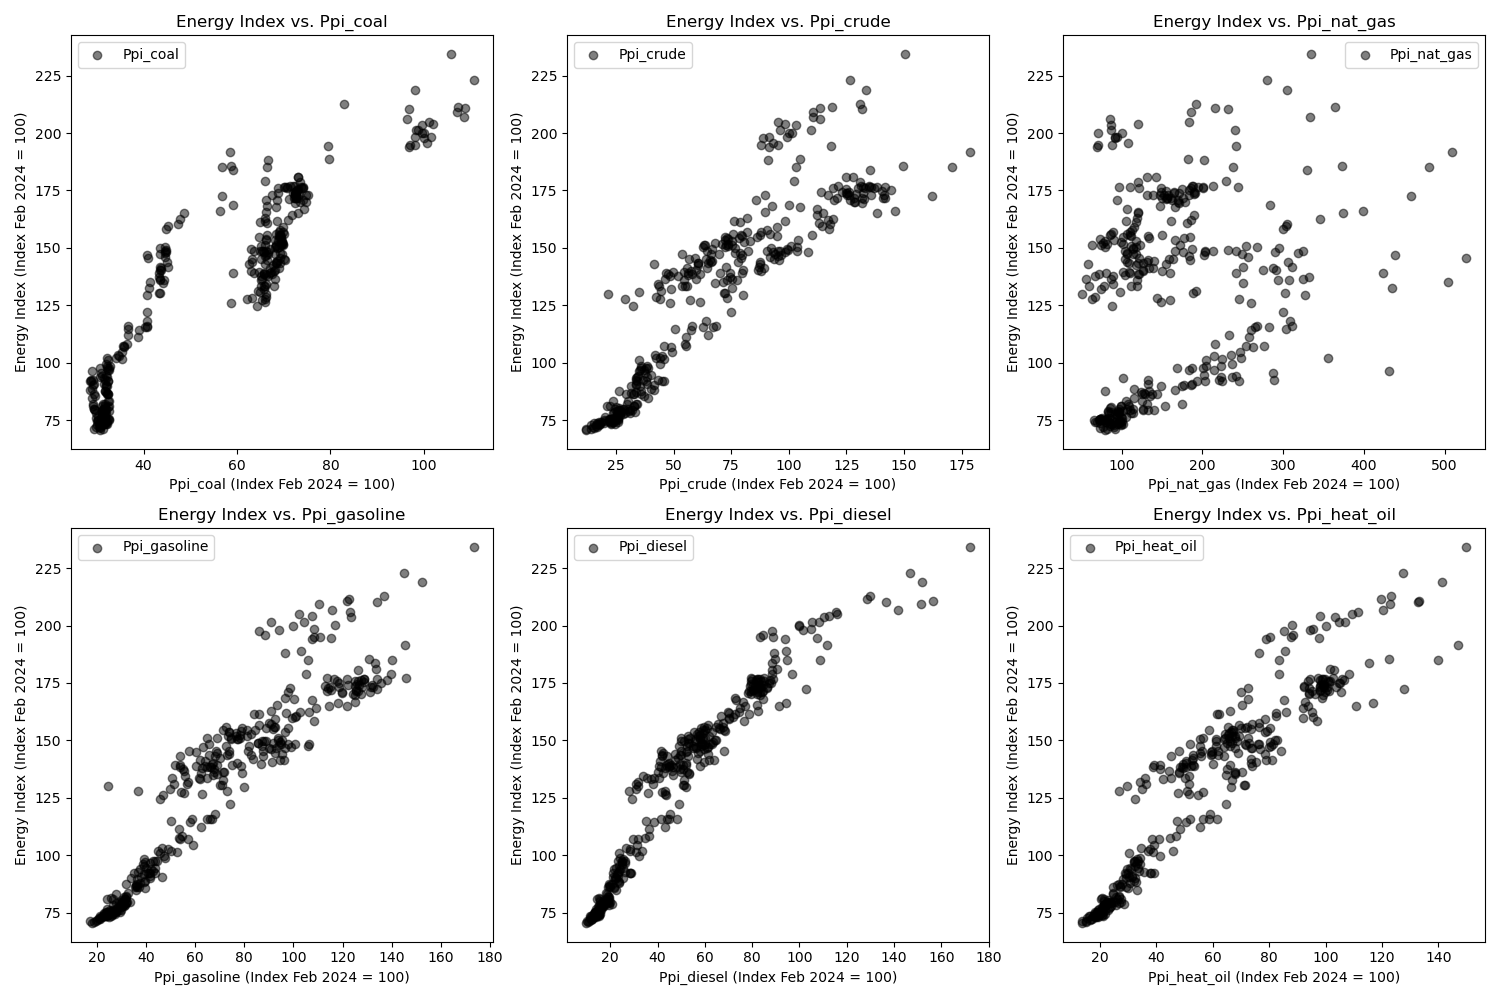 Energy Index vs. Ppi_coal
Ppi_coal
Energy Index (Index Feb 2024 = 100)
225
200
175
150
125
100
75
40 60 80 100
Ppi_coal (Index Feb 2024 = 100)
Energy Index vs. Ppi_crude
Ppi_crude
Energy Index (Index Feb 2024 = 100)
225
200
175
150
125
100
75
25 50 75 100 125 150 175
Ppi_crude (Index Feb 2024 = 100)
Energy Index vs. Ppi_nat_gas
Ppi_nat_gas
Energy Index (Index Feb 2024 = 100)
225
200
175
150
125
100
75
100 200 300 400 500
Ppi_nat_gas (Index Feb 2024 = 100)
Energy Index vs. Ppi_gasoline
Ppi_gasoline
Energy Index (Index Feb 2024 = 100)
225
200
175
150
125
100
75
20 40 60 80 100 120 140 160 180
Ppi_gasoline (Index Feb 2024 = 100)
Energy Index vs. Ppi_diesel
Ppi_diesel
Energy Index (Index Feb 2024 = 100)
225
200
175
150
125
100
75
20 40 60 80 100 120 140 160 180
Ppi_diesel (Index Feb 2024 = 100)
Energy Index vs. Ppi_heat_oil
Ppi_heat_oil
Energy Index (Index Feb 2024 = 100)
225
200
175
150
125
100
75
20 40 60 80 100 120 140
Ppi_heat_oil (Index Feb 2024 = 100)